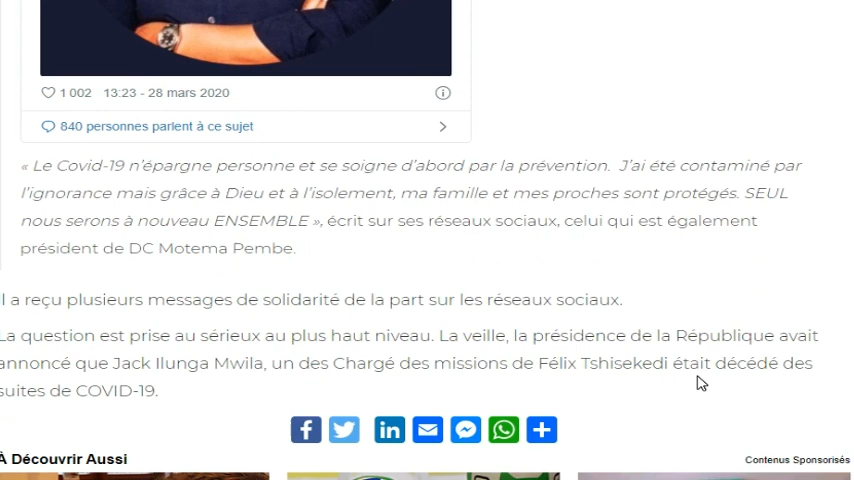 1 002 13:23 - 28 mars 2020
840 personnes parlent à ce sujet
« Le Covid-19 n'épargne personne et se soigne d'abord par la prévention. J'ai été contaminé par
l'ignorance mais grâce à Dieu et à l'isolement, ma famille et mes proches sont protégés. SEUL
nous serons à nouveau ENSEMBLE », écrit sur ses réseaux sociaux, celui qui est également
président de DC Motema Pembe.
Il a reçu plusieurs messages de solidarité de la part sur les réseaux sociaux.
La question est prise au sérieux au plus haut niveau. La veille, la présidence de la République avait
annoncé que Jack Ilunga Mwila, un des Chargé des missions de Félix Tshisekedi était décédé des
suites de COVID-19.
À Découvrir Aussi
Contenus Sponsorisés